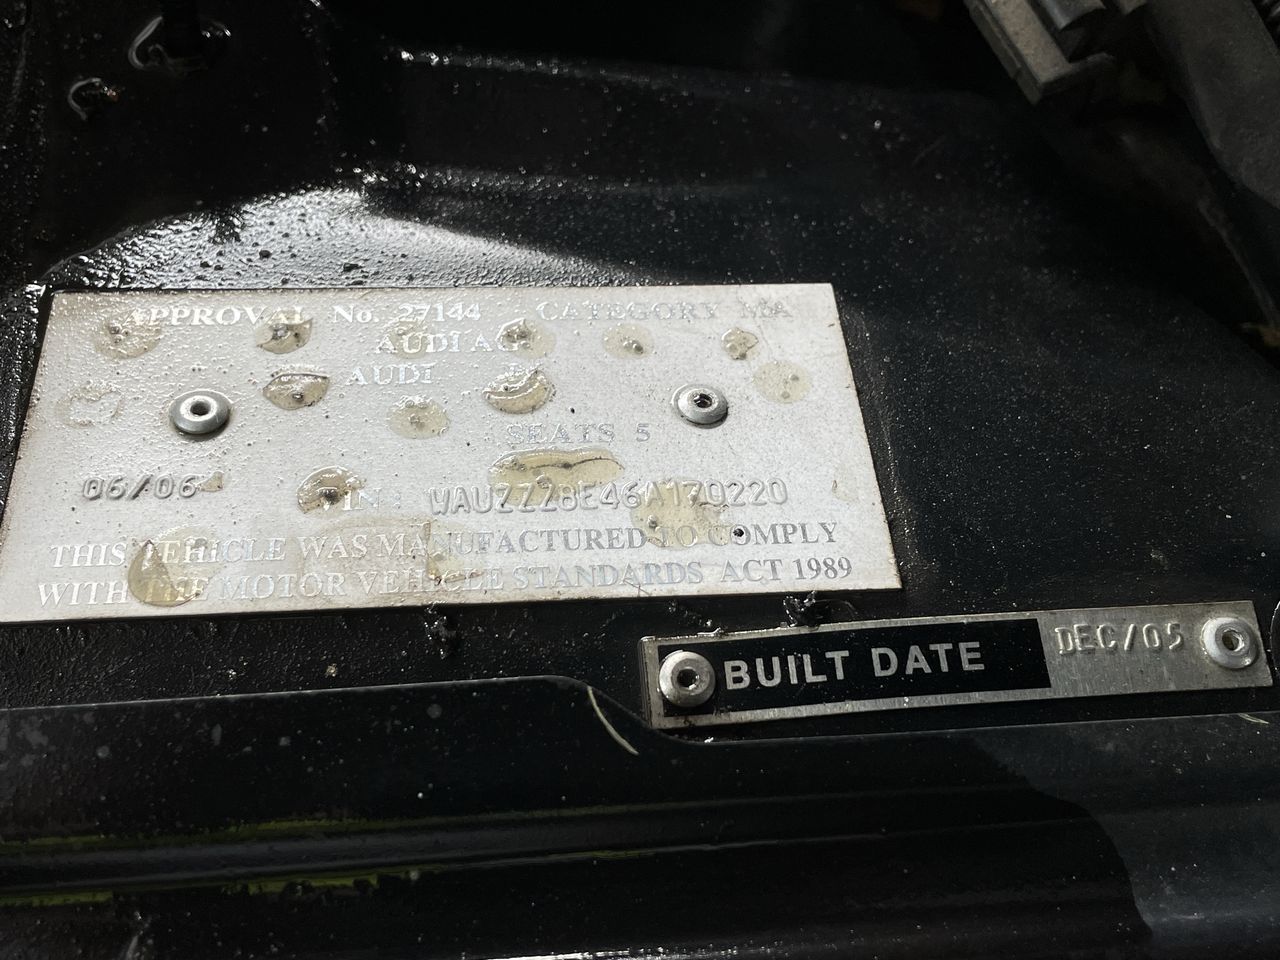 APPROVAL No. 27144 CATEGORY MA
AUDI AG
AUDI
SEATS 5
06/06 VIN: WAUZZZ8E46A170220
THIS VEHICLE WAS MANUFACTURED TO COMPLY
WITH THE MOTOR VEHICLE STANDARDS ACT 1989
BUILT DATE DEC/05